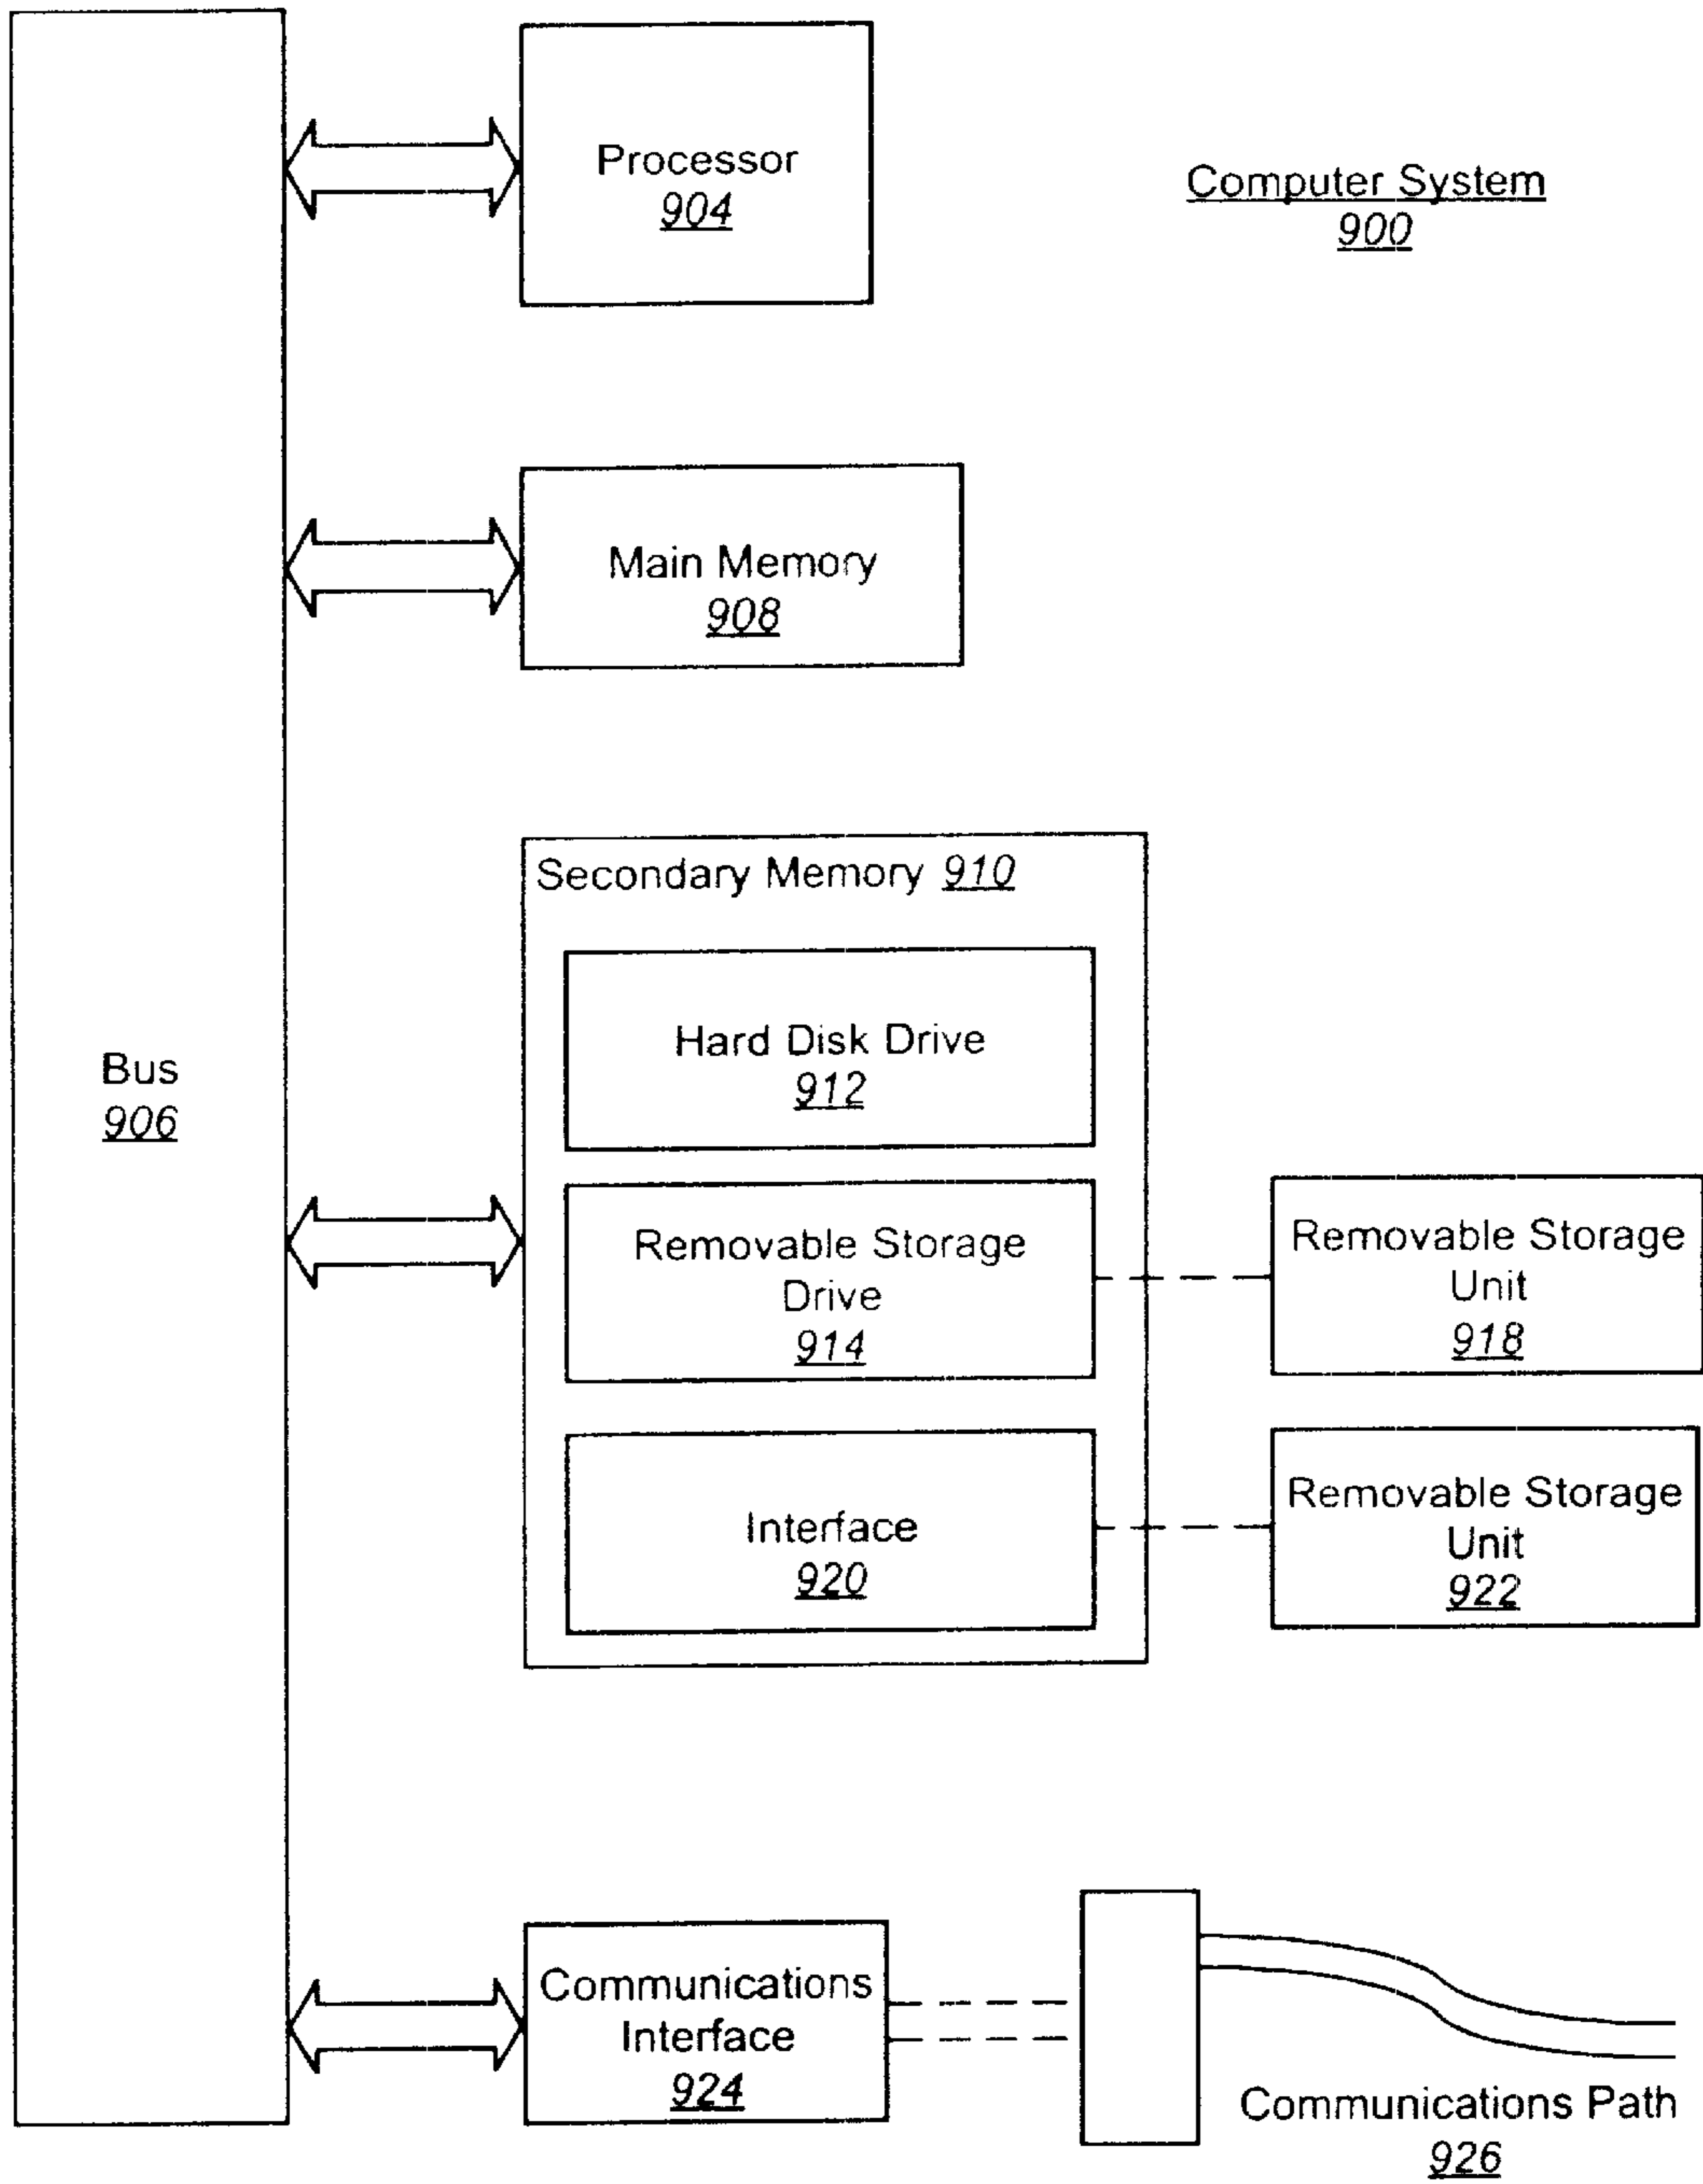 Processor
904
Computer System
900
Main Memory
908
Secondary Memory 910
Hard Disk Drive
912
Bus
906
Removable Storage
Drive
914
Removable Storage
Unit
918
Interface
920
Removable Storage
Unit
922
Communications
Interface
924
Communications Path
926